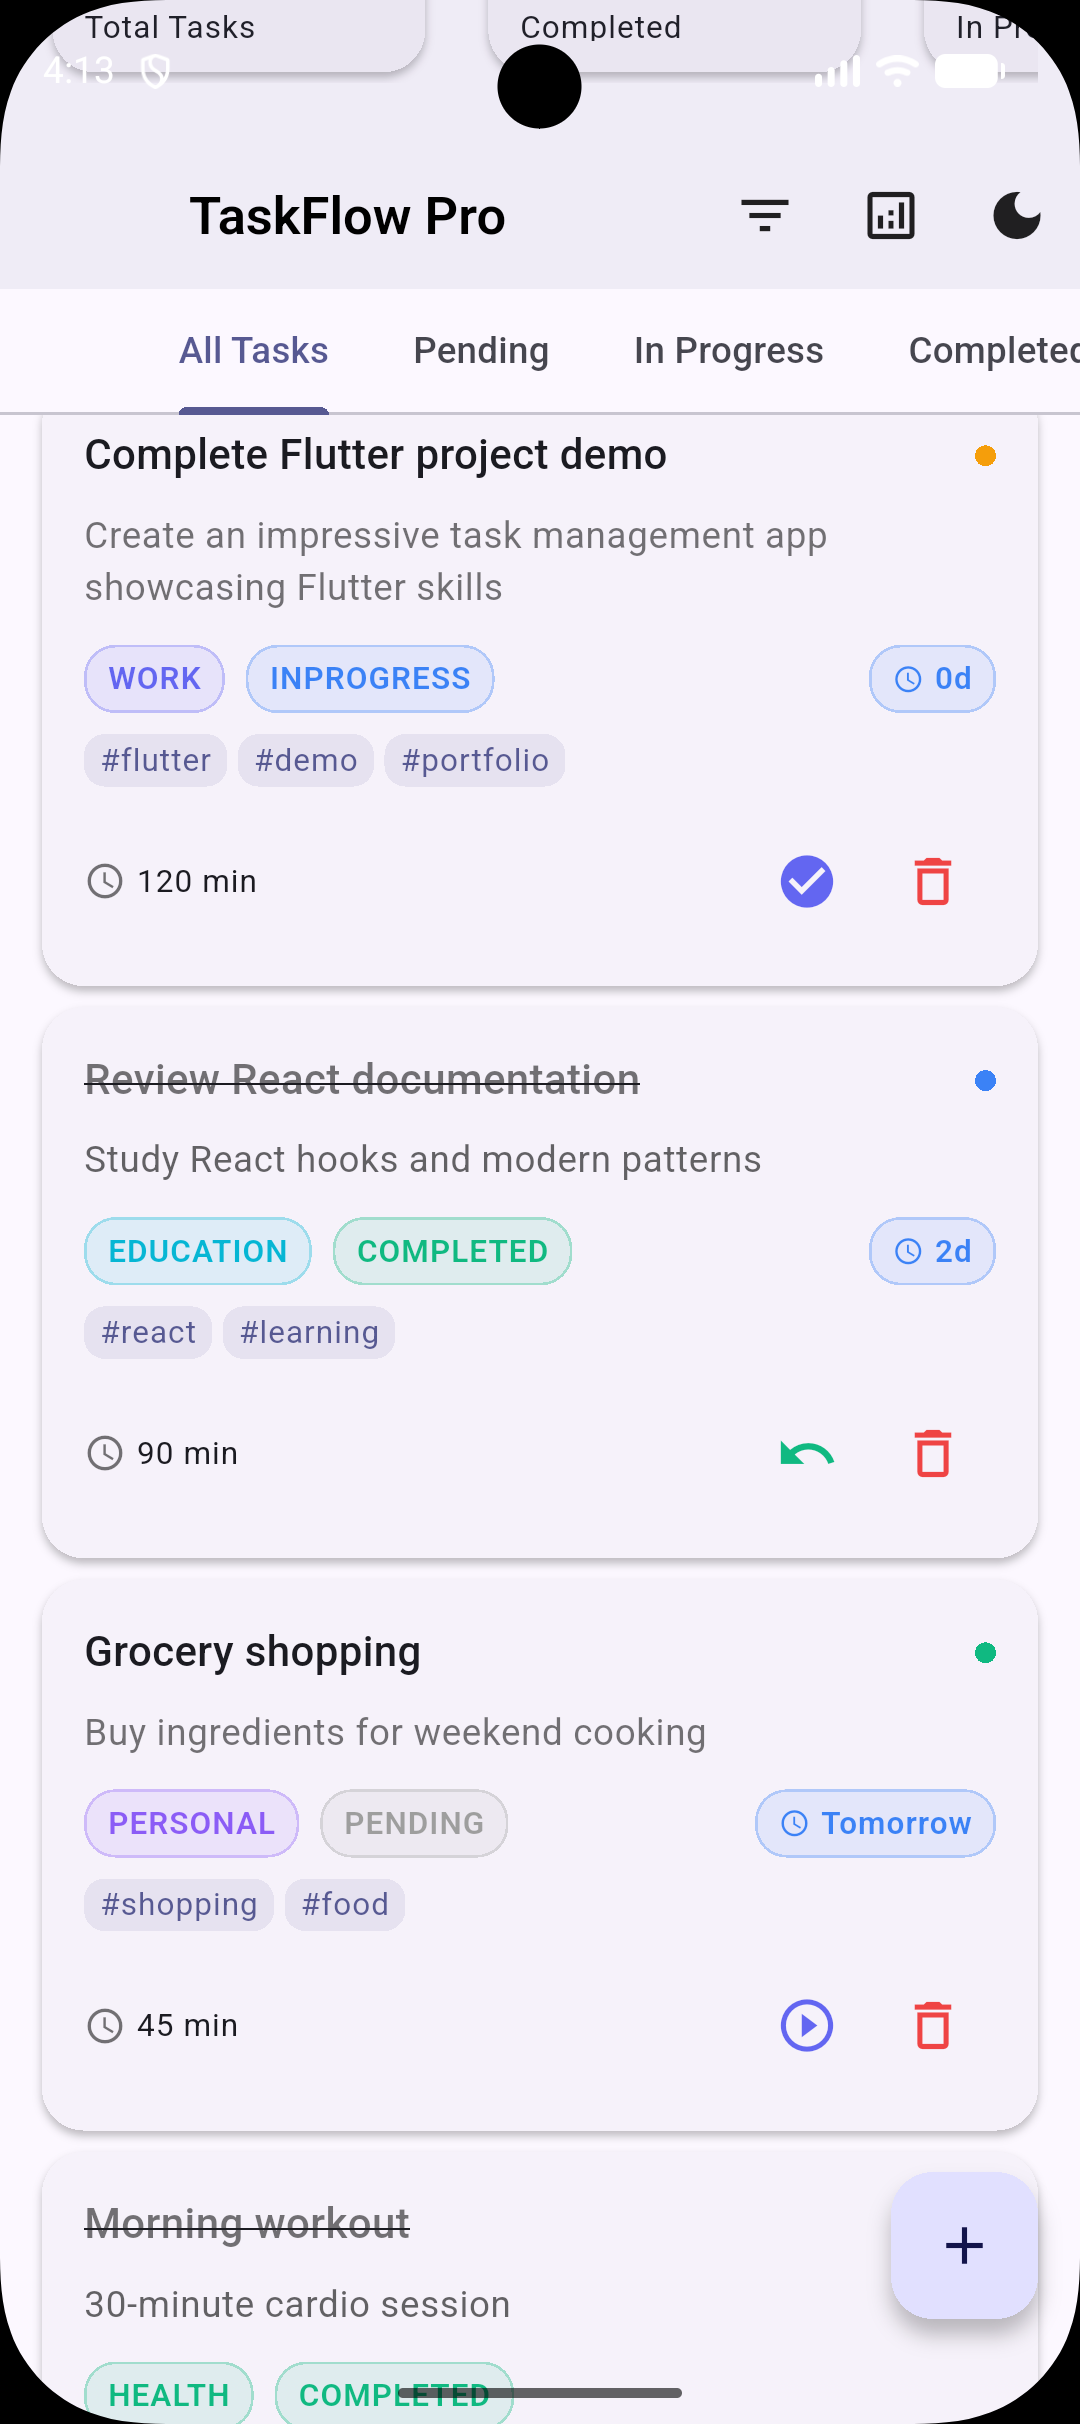 Total Tasks
Completed
4:13
TaskFlow Pro
All Tasks
Pending
In Progress
Completed
Complete Flutter project demo
Create an impressive task management app
showcasing Flutter skills
WORK
INPROGRESS
0d
#flutter
#demo
#portfolio
120 min
Review React documentation
Study React hooks and modern patterns
EDUCATION
COMPLETED
2d
#react
#learning
90 min
Grocery shopping
Buy ingredients for weekend cooking
PERSONAL
PENDING
Tomorrow
#shopping
#food
45 min
Morning workout
30-minute cardio session
HEALTH
COMPLETED